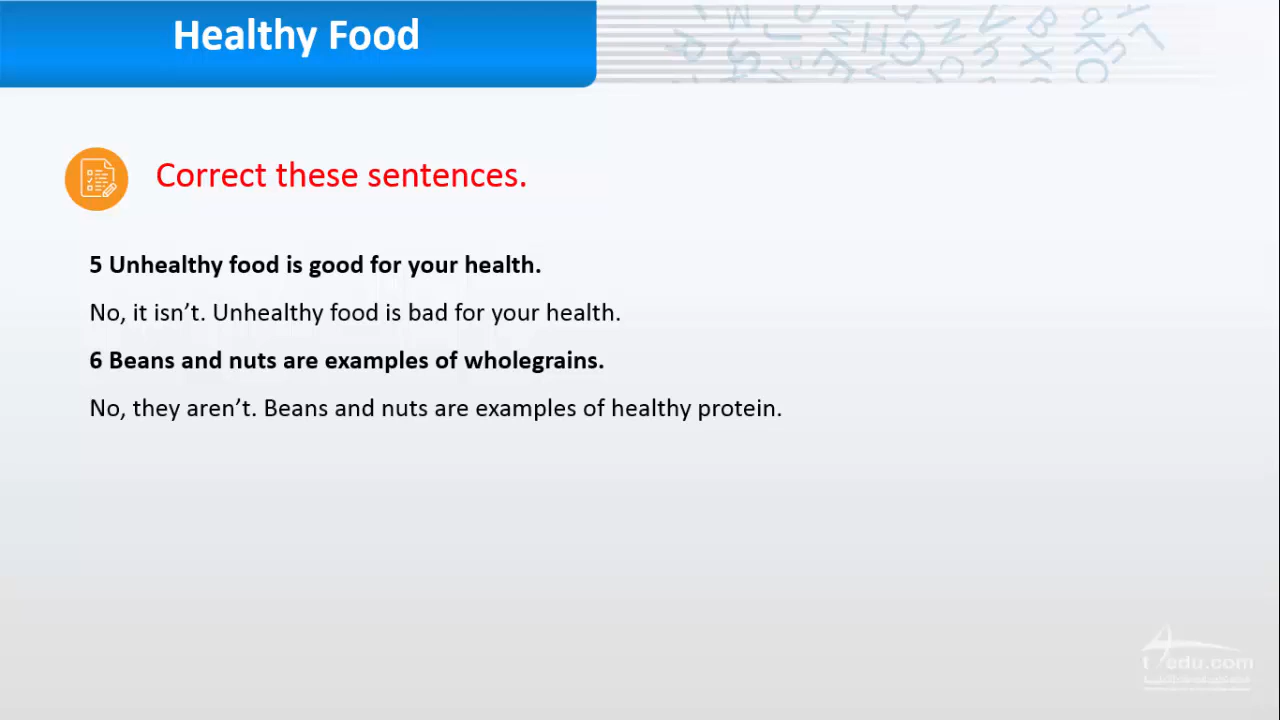 Healthy Food
Correct these sentences.
5 Unhealthy food is good for your health.
No, it isn’t. Unhealthy food is bad for your health.
6 Beans and nuts are examples of wholegrains.
No, they aren’t. Beans and nuts are examples of healthy protein.